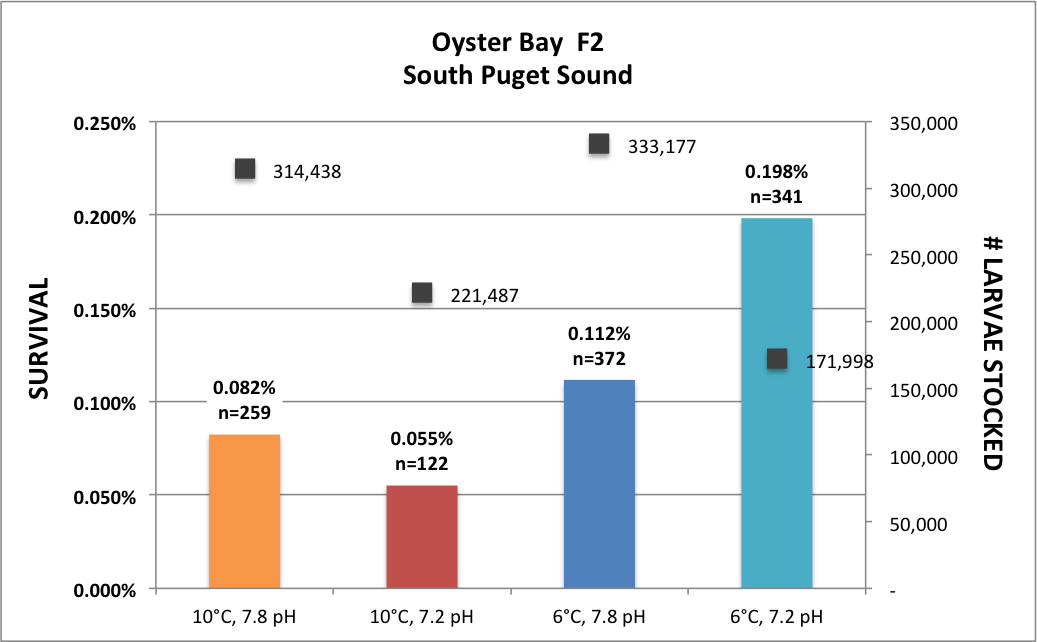 Oyster Bay  F2
South Puget Sound
0.250%
0.200%
0.150%
0.100%
0.050%
0.000%
SURVIVAL
350,000
300,000
250,000
200,000
150,000
100,000
50,000
-
# LARVAE STOCKED
314,438
221,487
333,177
171,998
0.082%
n=259
0.055%
n=122
0.112%
n=372
0.198%
n=341
10°C, 7.8 pH
10°C, 7.2 pH
6°C, 7.8 pH
6°C, 7.2 pH